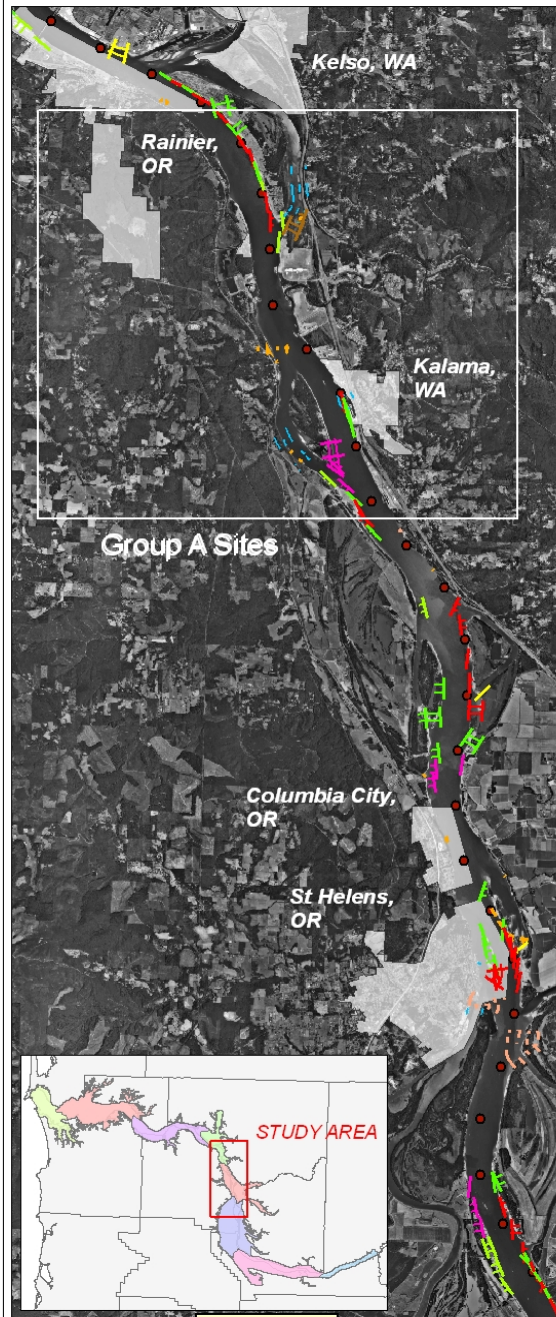 Kelso, WA
Rainier,
OR
Kalama,
WA
Group A Sites
Columbia City,
OR
St Helens,
OR
STUDY AREA